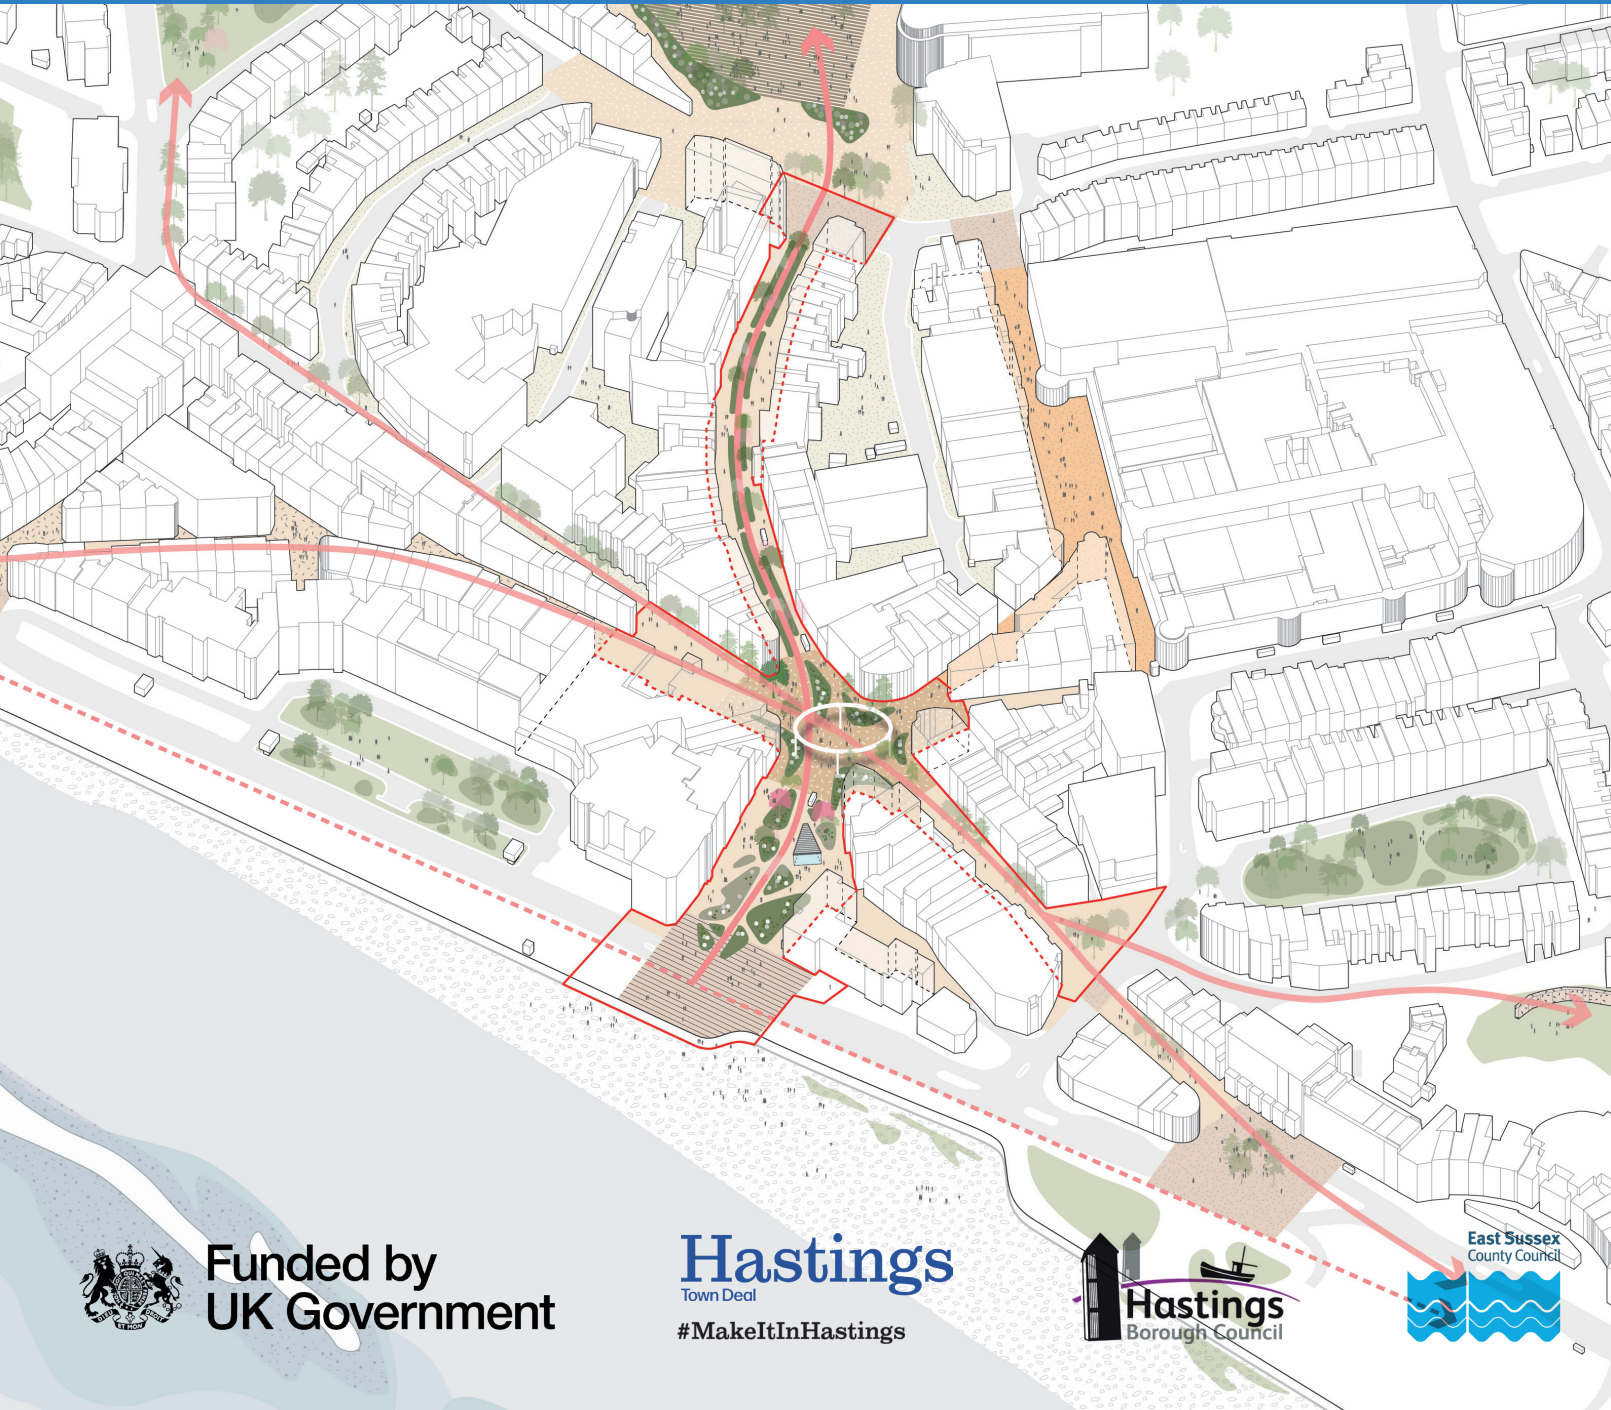 Funded by
UK Government
Hastings
Town Deal
#MakeItInHastings
Hastings
Borough Council
East Sussex
County Council